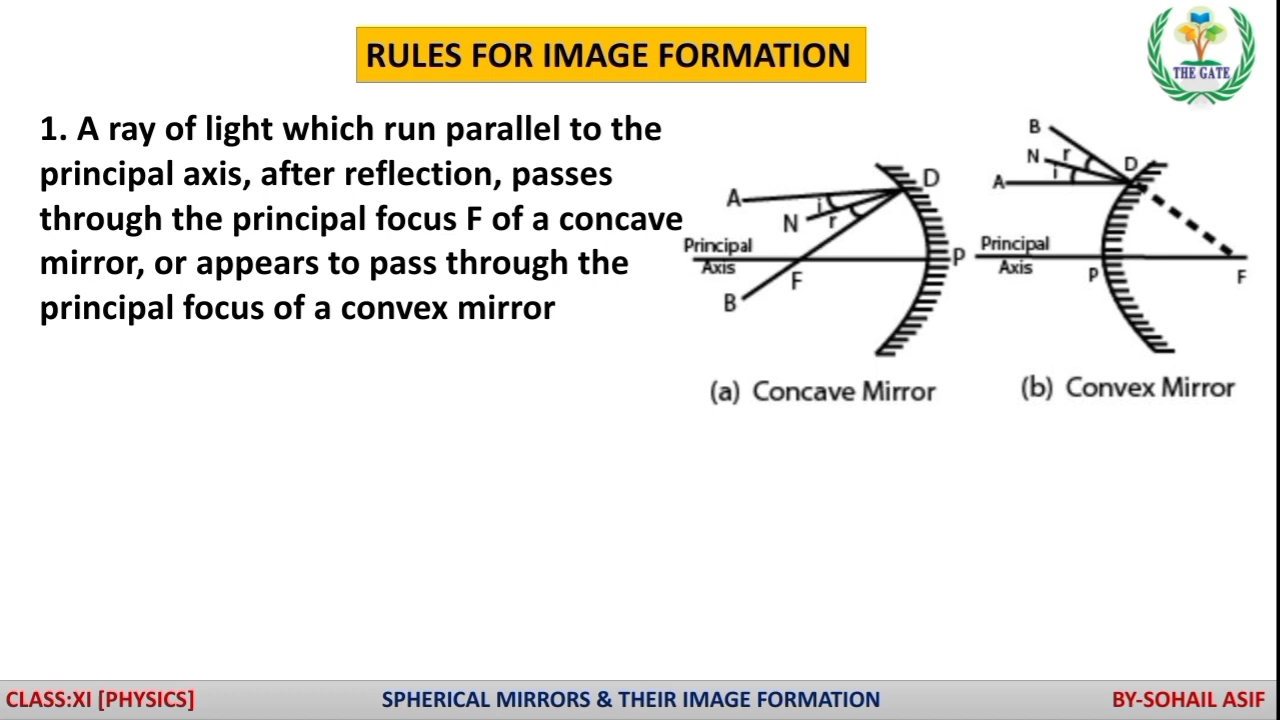 RULES FOR IMAGE FORMATION
THE GATE
1. A ray of light which run parallel to the
principal axis, after reflection, passes
through the principal focus F of a concave
mirror, or appears to pass through the
principal focus of a convex mirror
A
N
i
r
D
Principal
Axis
F
P
B
(a) Concave Mirror
B
N
r
i
A
D
Principal
Axis
P
F
(b) Convex Mirror
CLASS:XI [PHYSICS]
SPHERICAL MIRRORS & THEIR IMAGE FORMATION
BY-SOHAIL ASIF